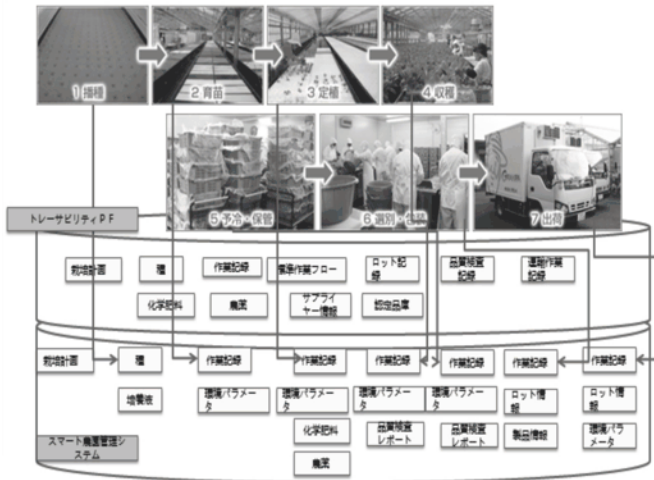 1 播種
2 育苗
3 定植
4 収穫
5 予冷・保管
6 選別・包装
7 出荷
トレーサビリティPF
栽培計画
種
作業記録
標準作業フロー
ロット記
録
品質検査
記録
運輸作業
記録
化学肥料
農薬
サプライ
ヤー情報
認定品庫
栽培計画
種
作業記録
作業記録
作業記録
作業記録
作業記録
作業記録
培養液
環境パラメー
タ
環境パラメータ
環境パラメー
タ
環境パラメータ
ロット情
報
ロット情
報
化学肥料
品質検査
レポート
品質検査
レポート
製品情報
環境パラ
メータ
農薬
スマート農園管理シ
ステム